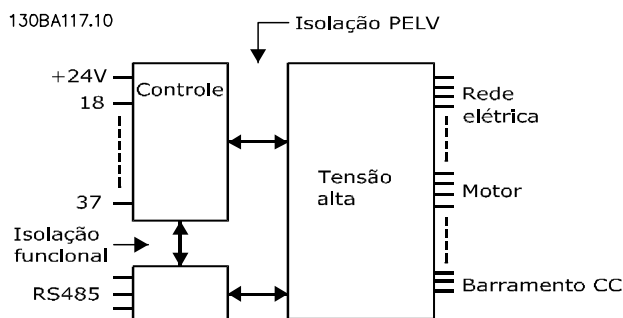 130BA117.10
Isolação PELV
+24V
Controle
18
37
Tensão
alta
Rede
elétrica
Motor
Isolação
funcional
RS485
Barramento CC